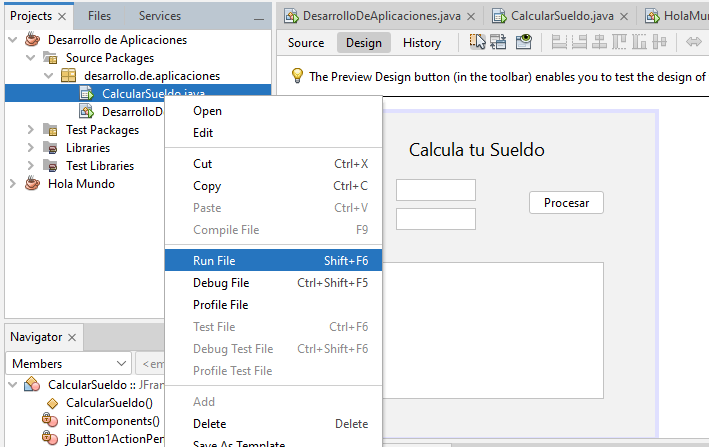 Projects × Files Services
DesarrolloDeAplicaciones.java × CalcularSueldo.java × HolaMun
Desarrollo de Aplicaciones
Source Packages
desarrollo.de.aplicaciones
CalcularSueldo.java
DesarrolloD
Test Packages
Libraries
Test Libraries
Hola Mundo
Source Design History
The Preview Design button (in the toolbar) enables you to test the design of
Open
Edit
Cut Ctrl+X
Copy Ctrl+C
Paste Ctrl+V
Compile File F9
Run File Shift+F6
Debug File Ctrl+Shift+F5
Profile File
Test File Ctrl+F6
Debug Test File Ctrl+Shift+F6
Profile Test File
Add
Delete Delete
Save As Template
Calcula tu Sueldo
Procesar
Navigator ×
Members <em
CalcularSueldo :: JFran
CalcularSueldo()
initComponents()
jButton1ActionPer